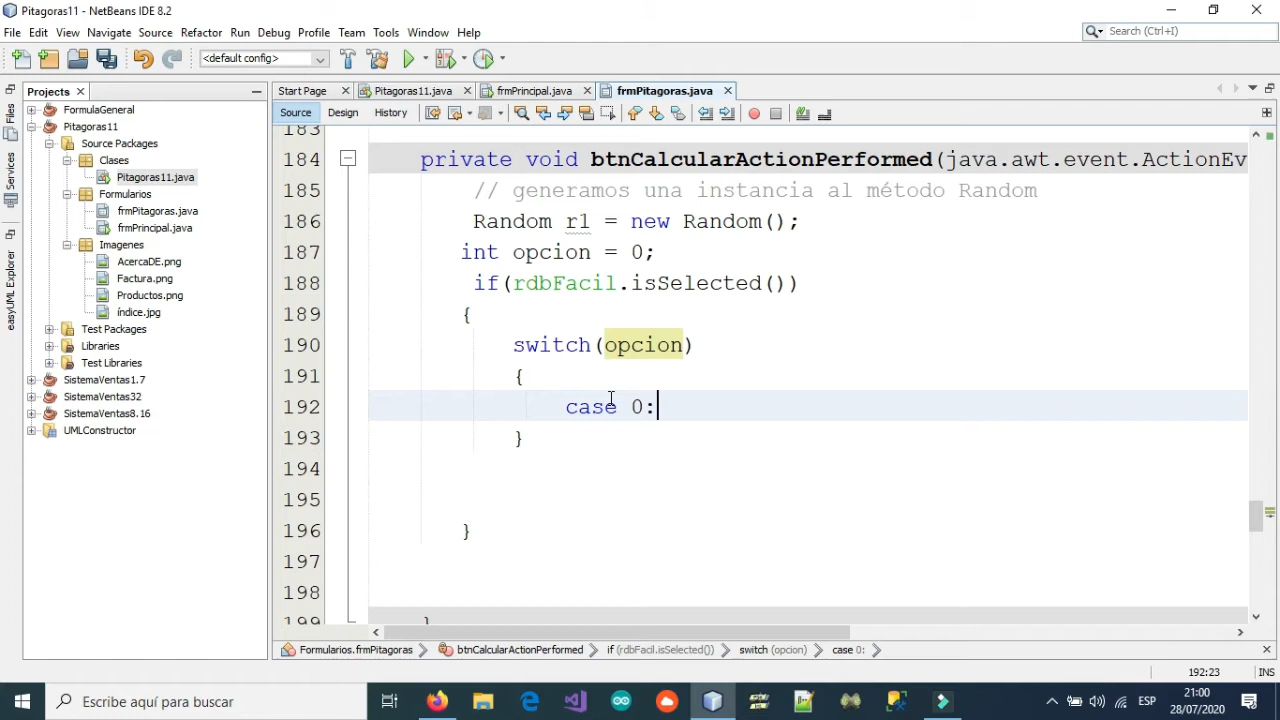 Pitagoras11 - NetBeans IDE 8.2
File Edit View Navigate Source Refactor Run Debug Profile Team Tools Window Help
Search (Ctrl+I)
<default config>
Projects
Start Page
Pitagoras11.java
frmPrincipal.java
frmPitagoras.java
Source
Design
History
Files
Services
easyUML Explorer
FormulaGeneral
Pitagoras11
Source Packages
Clases
Pitagoras11.java
Formularios
frmPitagoras.java
frmPrincipal.java
Imagenes
AcercaDE.png
Factura.png
Productos.png
índice.jpg
Test Packages
Libraries
Test Libraries
SistemaVentas1.7
SistemaVentas32
SistemaVentas8.16
UMLConstructor
183
184 private void btnCalcularActionPerformed(java.awt.event.ActionEv
185 // generamos una instancia al método Random
186 Random r1 = new Random();
187 int opcion = 0;
188 if(rdbFacil.isSelected())
189 {
190 switch(opcion)
191 {
192 case 0:
193 }
194
195
196 }
197
198
199 }
Formularios.frmPitagoras
btnCalcularActionPerformed
if (rdbFacil.isSelected())
switch (opcion)
case 0:
192:23
INS
Escribe aquí para buscar
ESP
21:00
28/07/2020